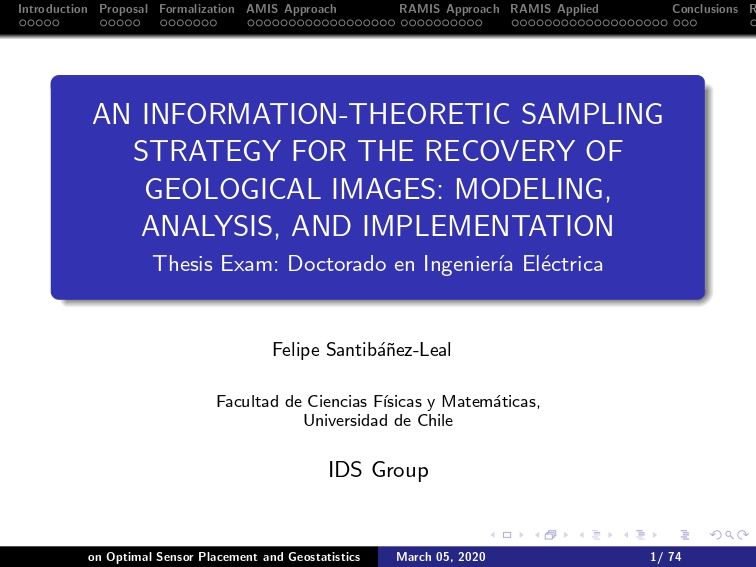 Introduction Proposal Formalization AMIS Approach RAMIS Approach RAMIS Applied Conclusions R
AN INFORMATION-THEORETIC SAMPLING
STRATEGY FOR THE RECOVERY OF
GEOLOGICAL IMAGES: MODELING,
ANALYSIS, AND IMPLEMENTATION
Thesis Exam: Doctorado en Ingeniería Eléctrica
Felipe Santibáñez-Leal
Facultad de Ciencias Físicas y Matemáticas,
Universidad de Chile
IDS Group
on Optimal Sensor Placement and Geostatistics March 05, 2020 1/ 74